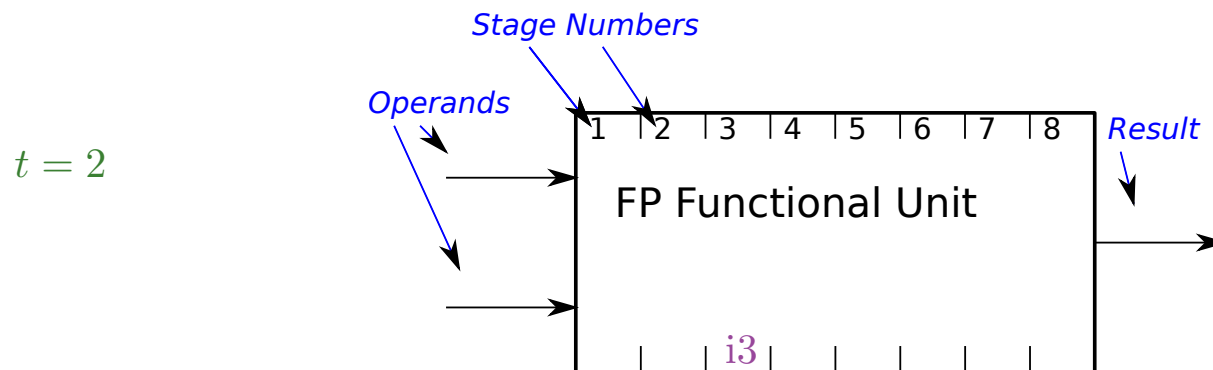 Stage Numbers
Operands
1 2 3 4 5 6 7 8
Result
t = 2
FP Functional Unit
i3